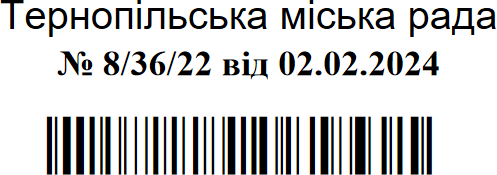 Тернопільська міська рада
№ 8/36/22 від 02.02.2024